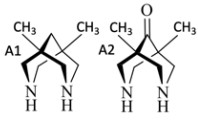 O
CH₃ CH₃
A1 CH₃ A2 CH₃
N N N N
H H H H